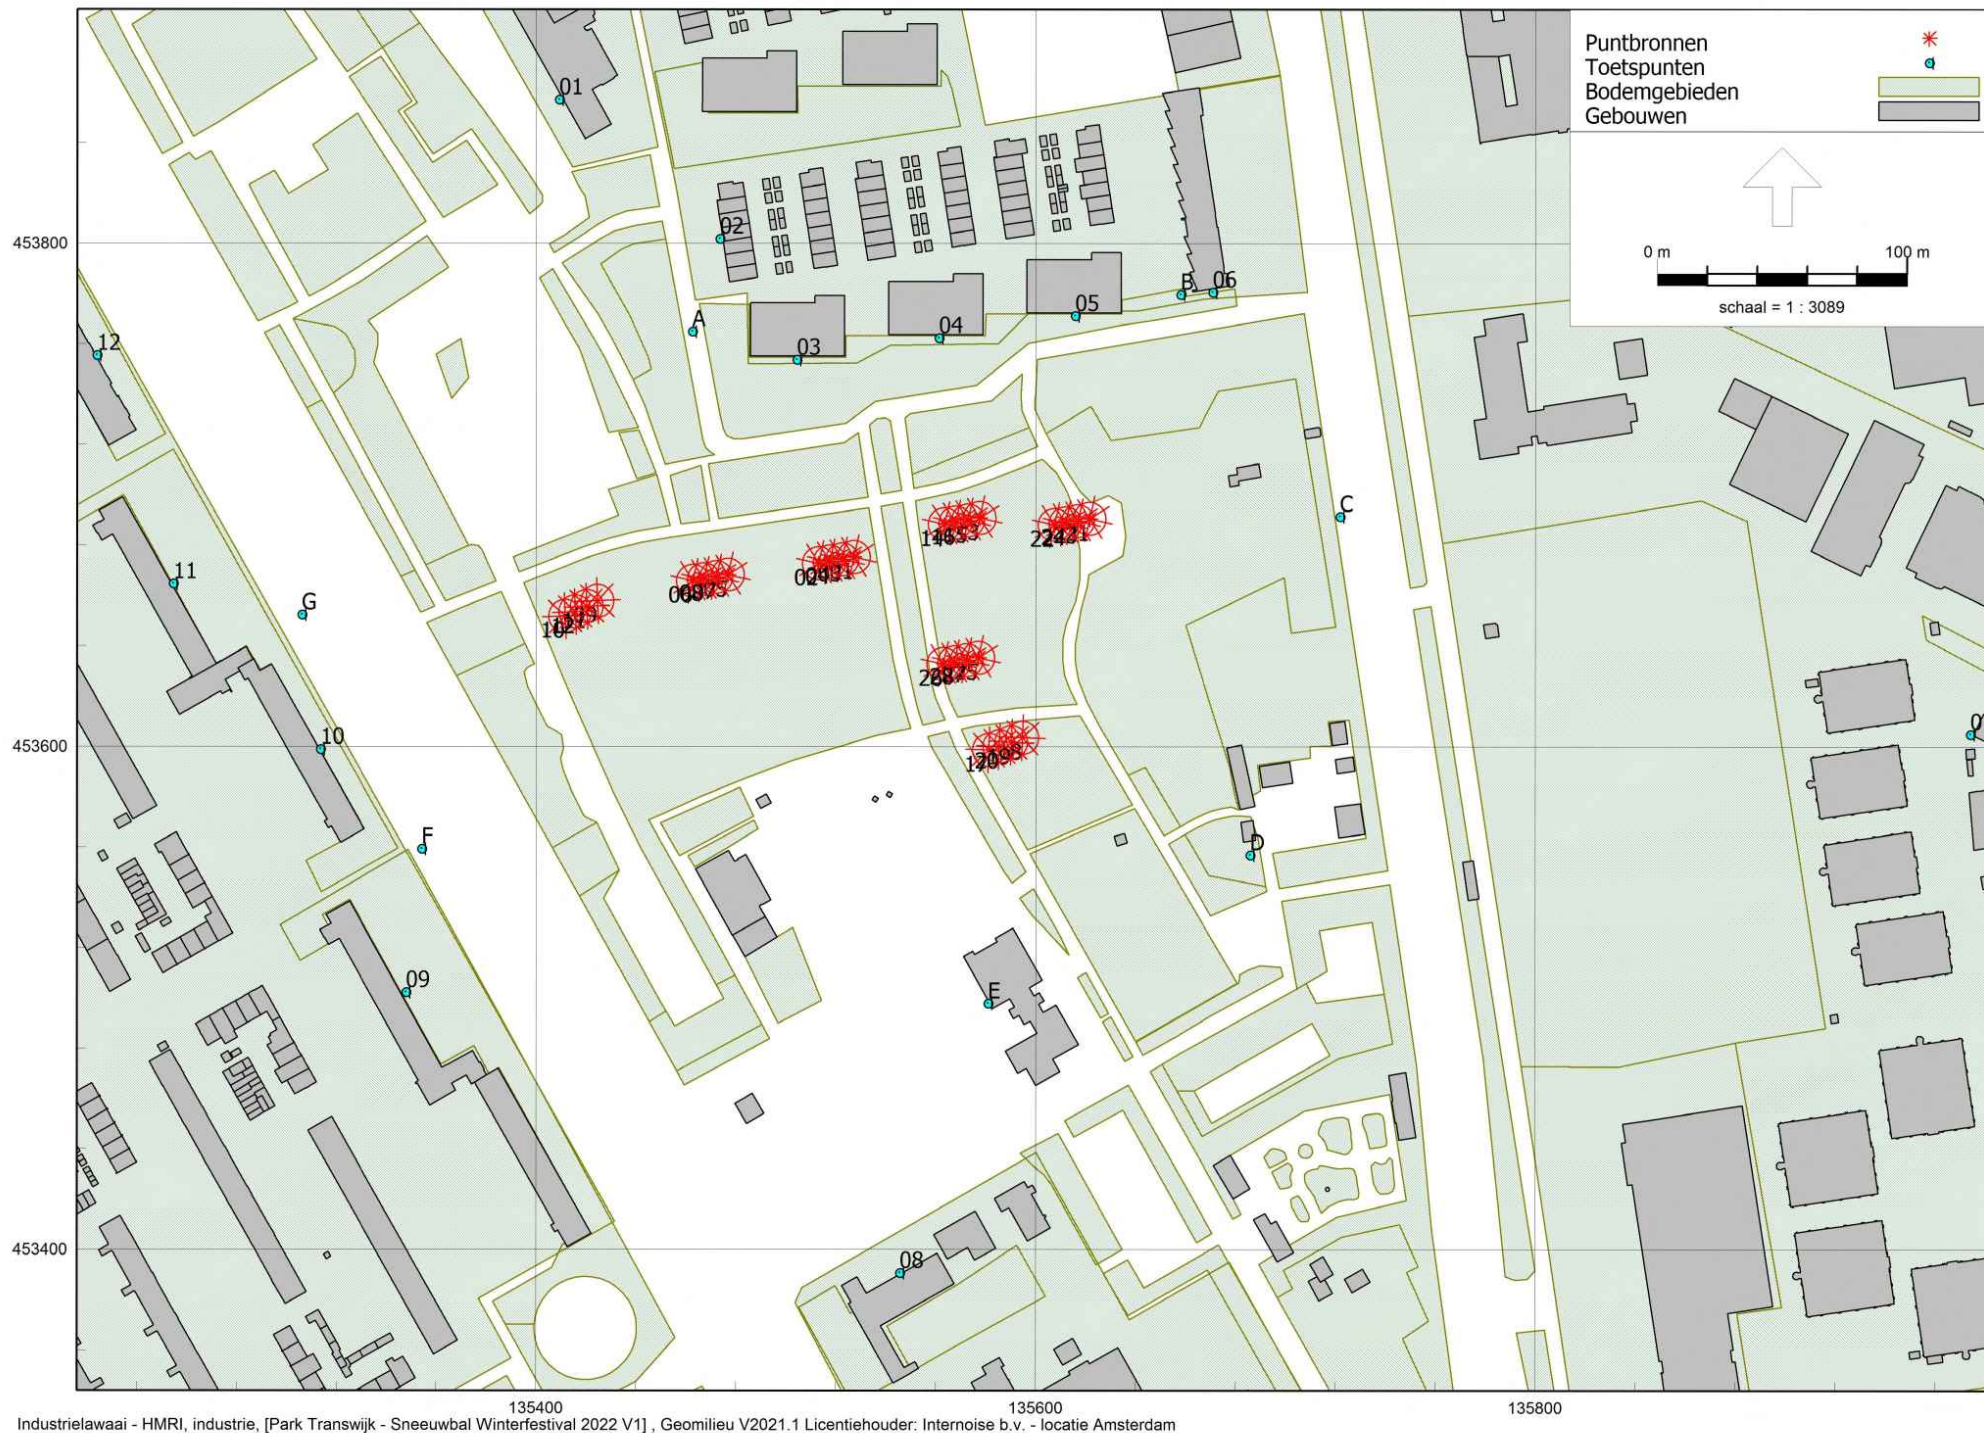 Puntbronnen
Toetspunten
Bodemgebieden
Gebouwen
0 m 100 m
schaal = 1 : 3089
01
02
453800
B 06
A
05
04
03
12
C
11
G
10
F
D
09
E
453600
08
453400
135400 135600 135800
Industrielawaai - HMRI, industrie, [Park Transwijk - Sneeuwbal Winterfestival 2022 V1] , Geomilieu V2021.1 Licentiehouder: Internoise b.v. - locatie Amsterdam